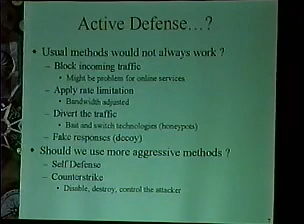 Active Defense...?
• Usual methods would not always work ?
– Block incoming traffic
• Might be problem for online services
– Apply rate limitation
• Bandwidth adjusted
– Divert the traffic
• Bait and switch technologies (honeypots)
– Fake responses (decoy)
• Should we use more aggressive methods ?
– Self Defense
– Counterstrike
• Disable, destroy, control the attacker